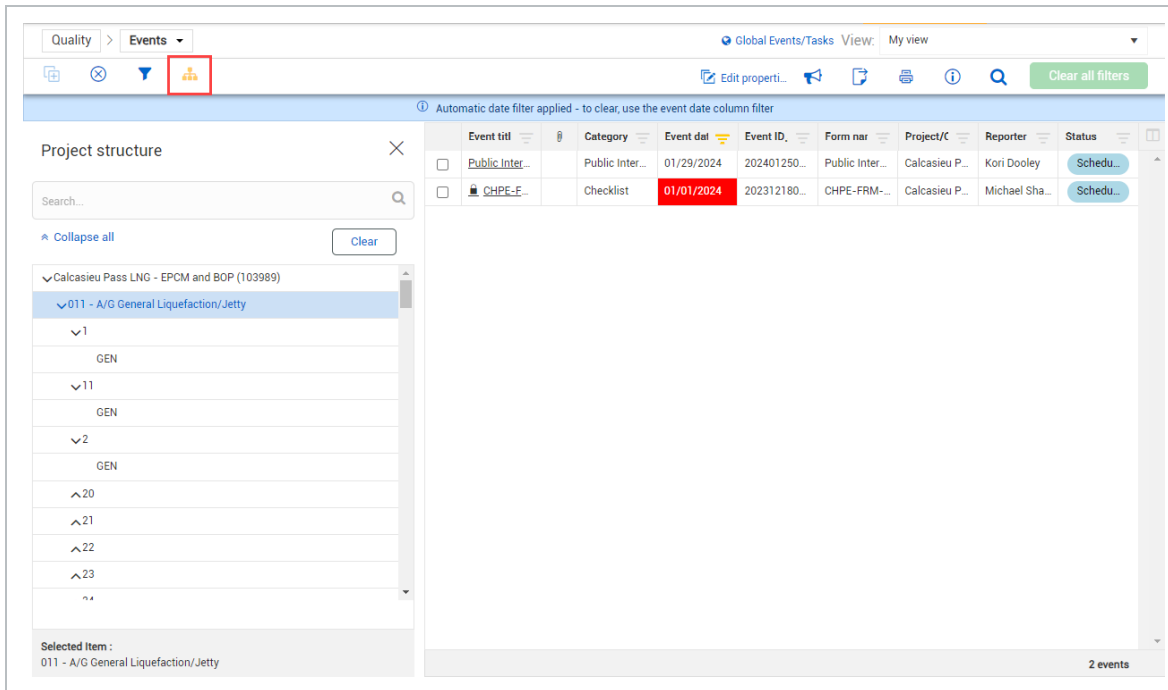 Quality > Events
Global Events/Tasks View: My view
Edit properti... Clear all filters
Automatic date filter applied - to clear, use the event date column filter
Project structure
Search...
Collapse all
Clear
Calcasieu Pass LNG - EPCM and BOP (103989)
011 - A/G General Liquefaction/Jetty
1
GEN
11
GEN
2
GEN
20
21
22
23
24
Selected Item :
011 - A/G General Liquefaction/Jetty
Event titl Category Event dat Event ID, Form nar Project/C Reporter Status
Public Inter... Public Inter... 01/29/2024 202401250... Public Inter... Calcasieu P... Kori Dooley Schedu...
CHPE-F... Checklist 01/01/2024 202312180... CHPE-FRM-... Calcasieu P... Michael Sha... Schedu...
2 events